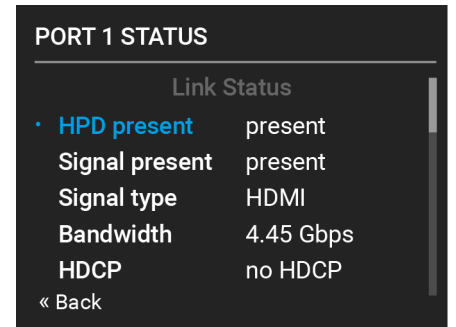 PORT 1 STATUS
Link Status
• HPD present present
Signal present present
Signal type HDMI
Bandwidth 4.45 Gbps
HDCP no HDCP
« Back